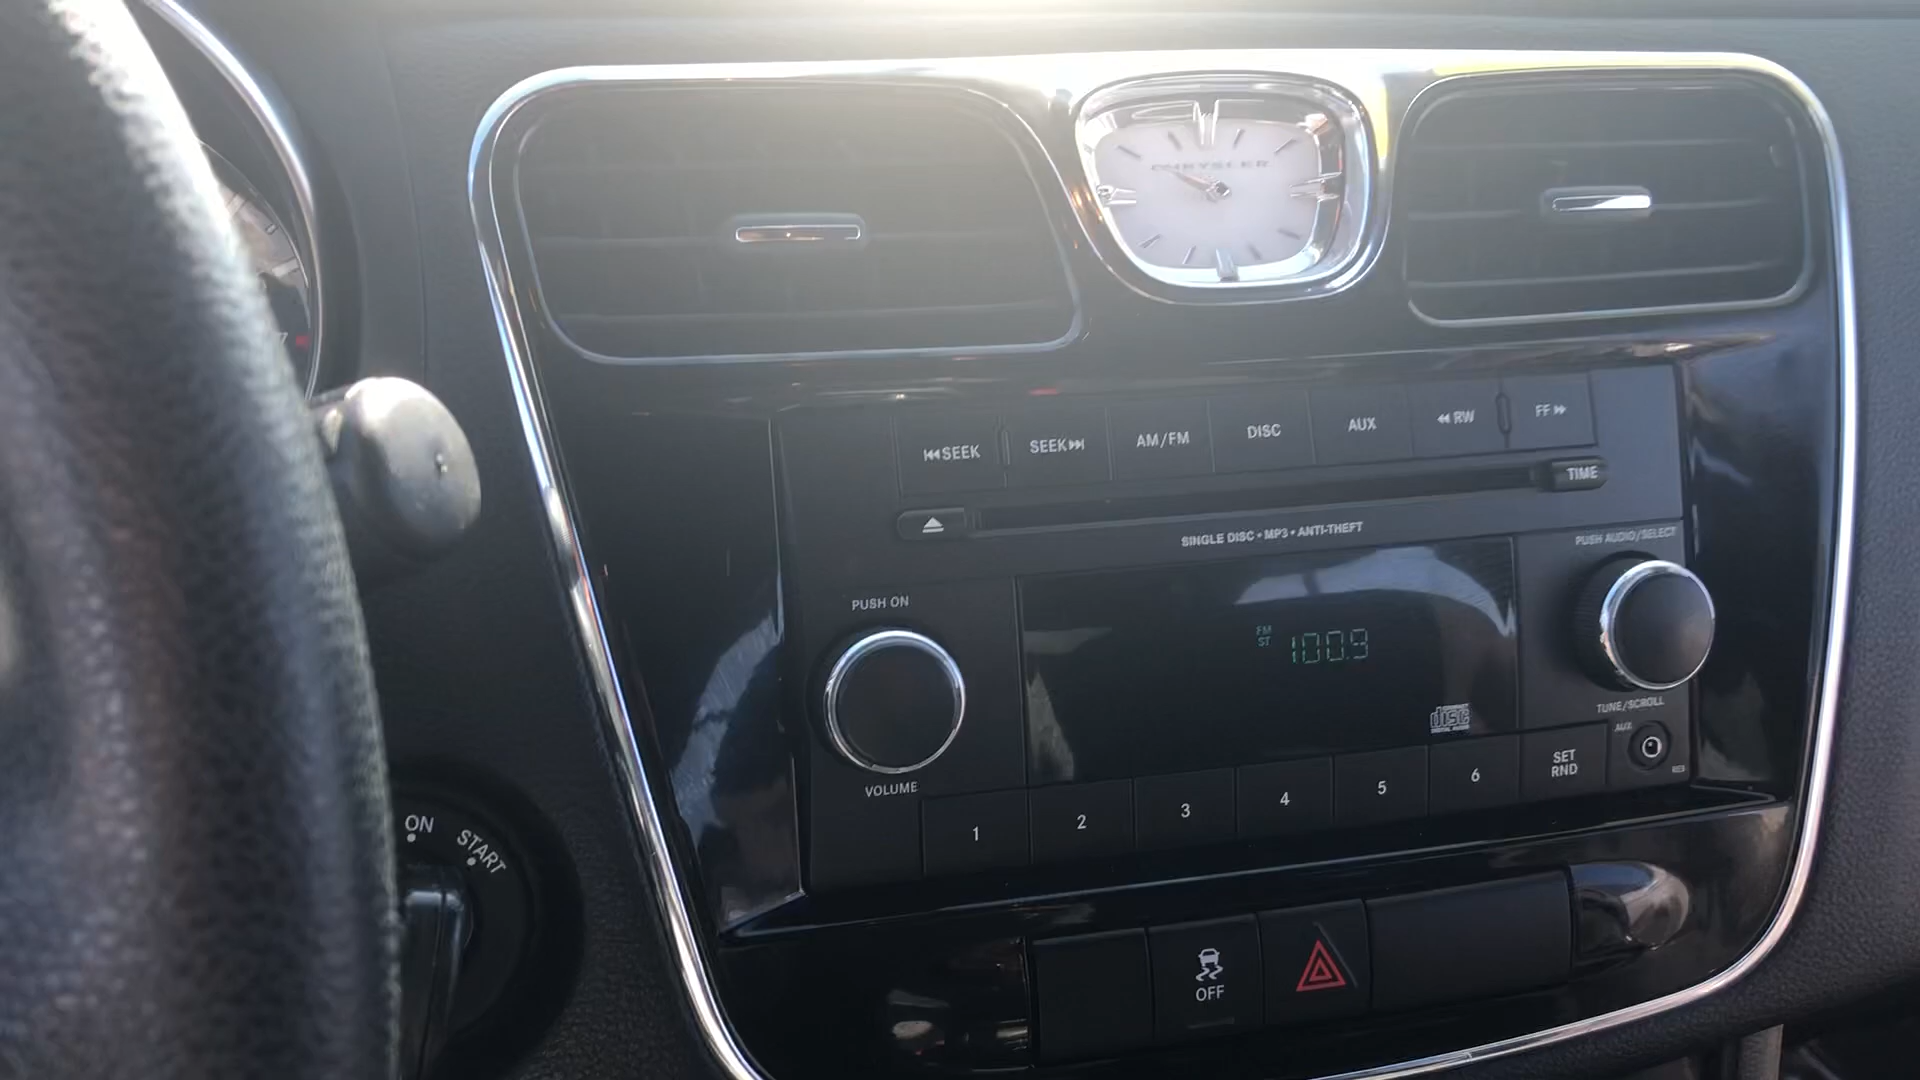 CHRYSLER
SEEK
SEEK
AM/FM
DISC
AUX
RW
FF
TIME
SINGLE DISC • MP3 • ANTI-THEFT
PUSH AUDIO/SELECT
PUSH ON
FM
ST
100.9
TUNE/SCROLL
COMPACT
disc
DIGITAL AUDIO
AUX
VOLUME
1
2
3
4
5
6
SET
RND
ON
START
OFF